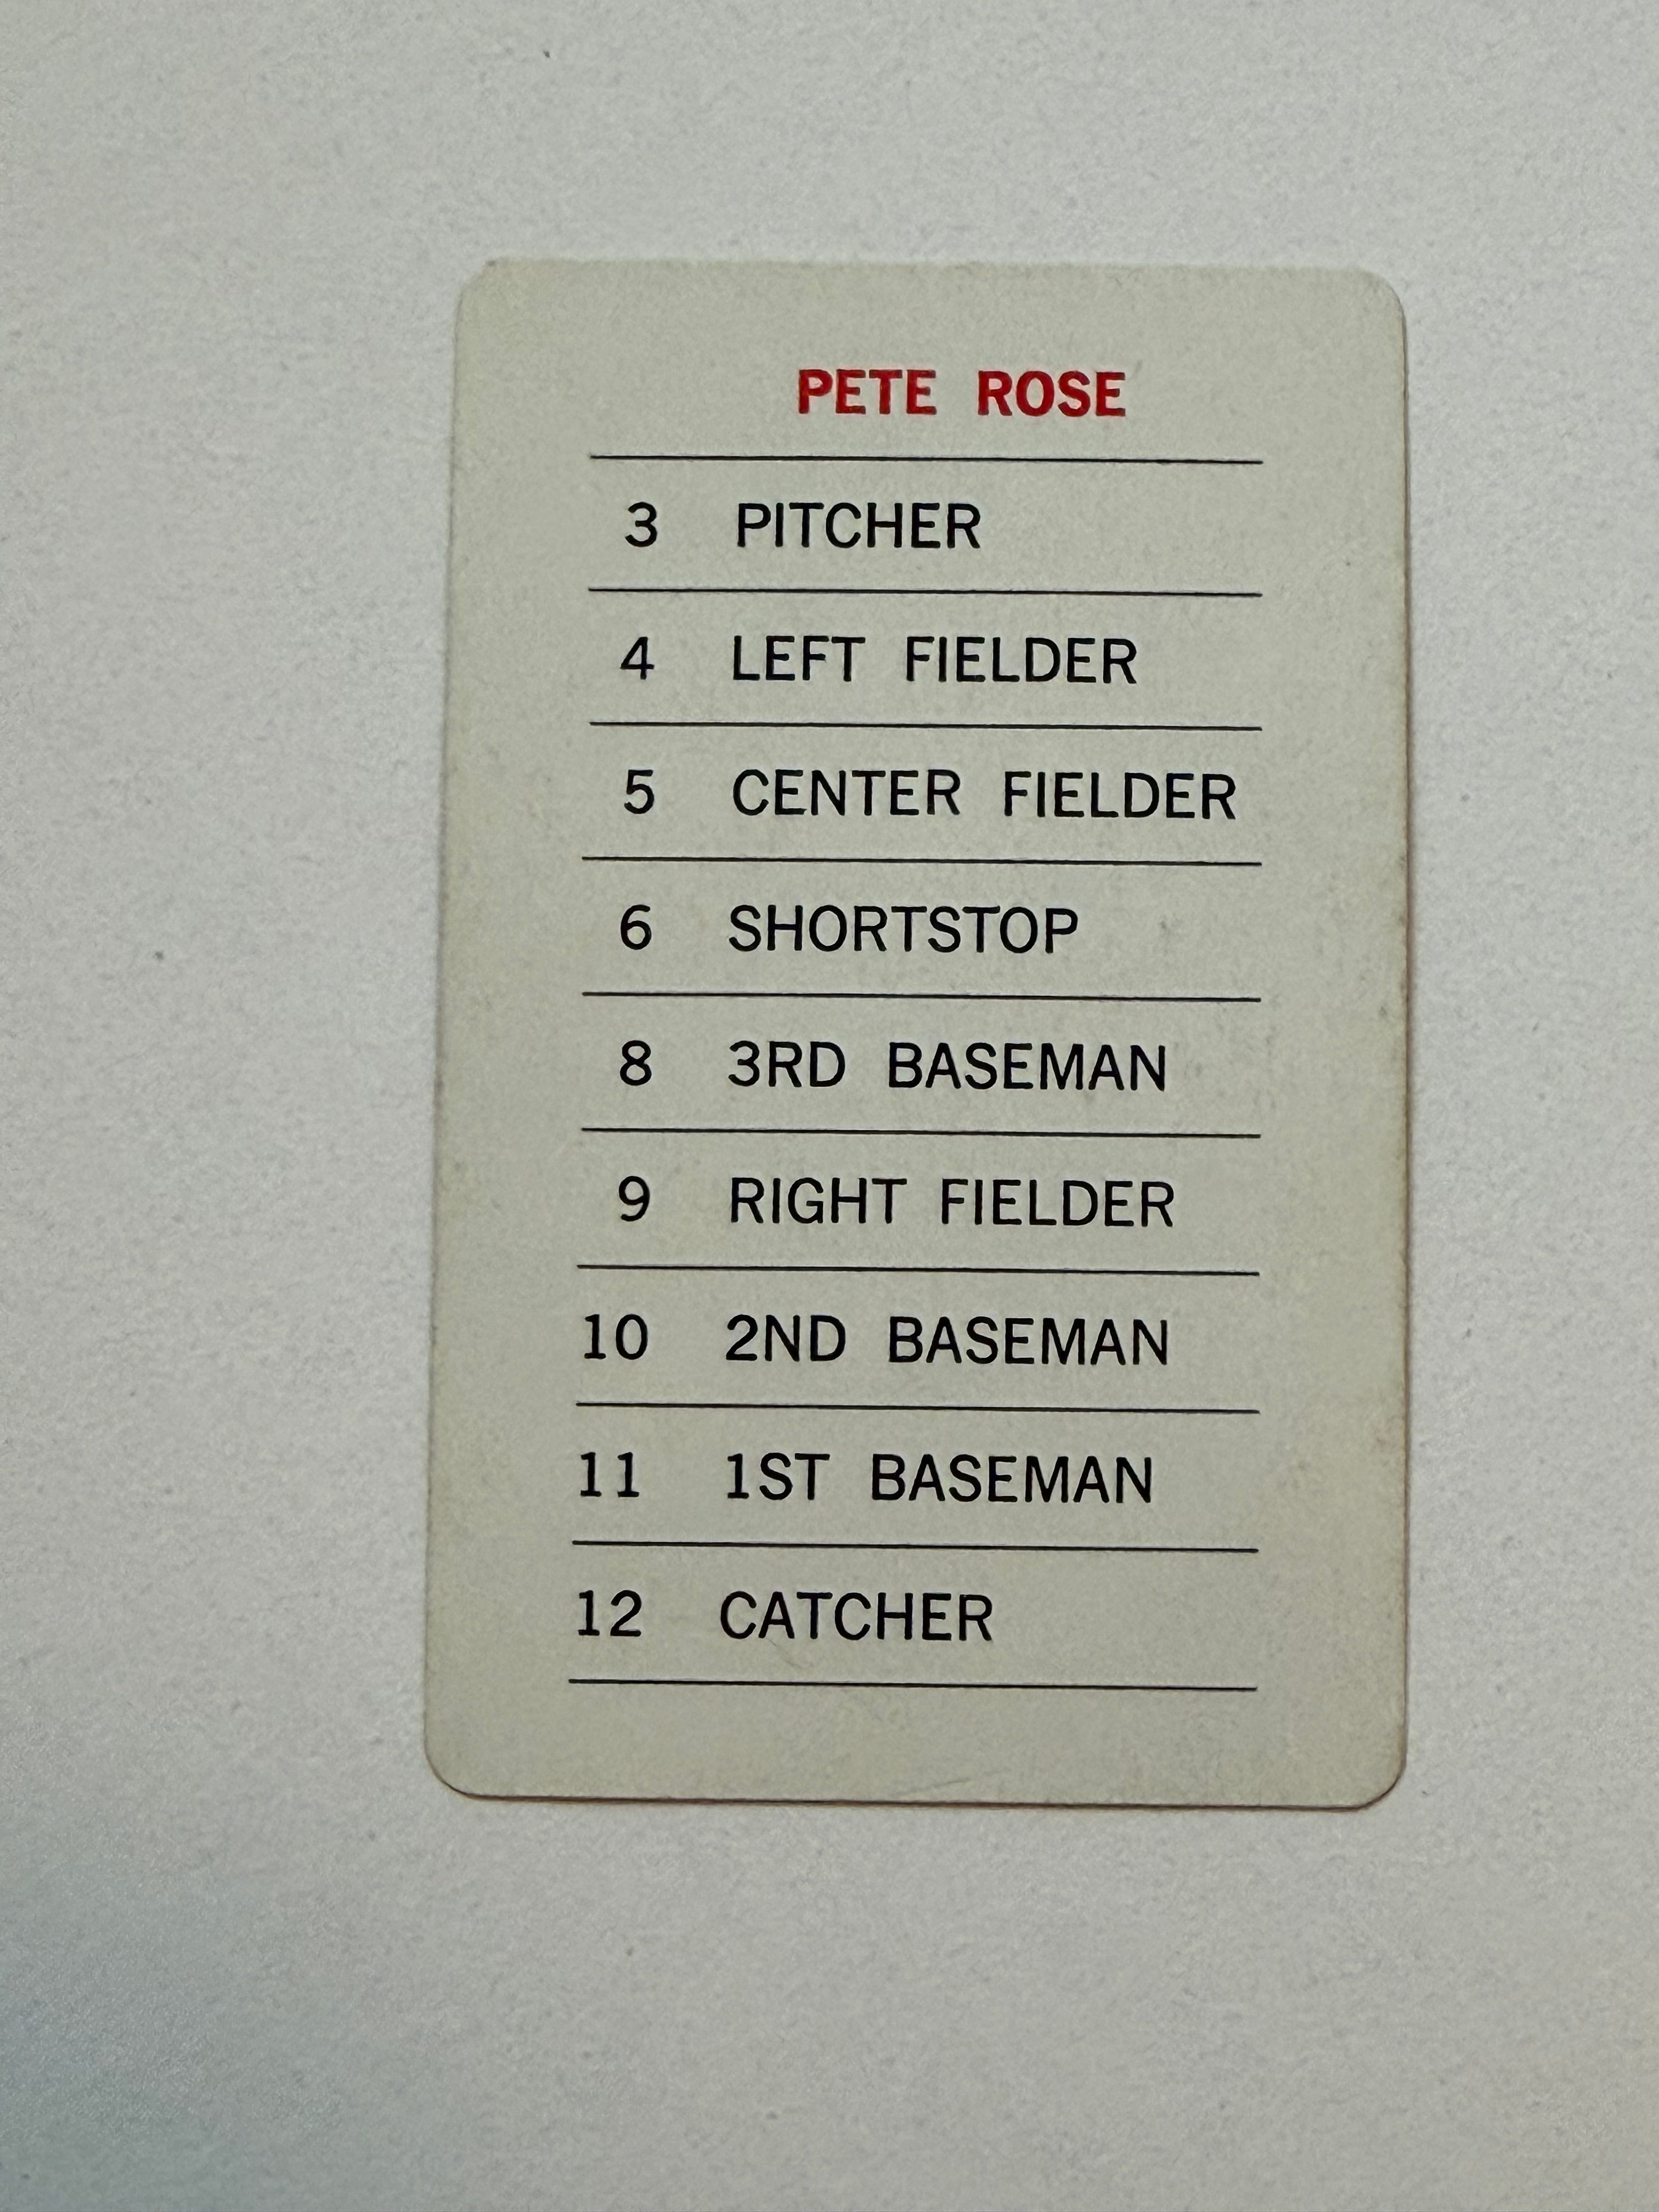 PETE ROSE
3 PITCHER
4 LEFT FIELDER
5 CENTER FIELDER
6 SHORTSTOP
8 3RD BASEMAN
9 RIGHT FIELDER
10 2ND BASEMAN
11 1ST BASEMAN
12 CATCHER